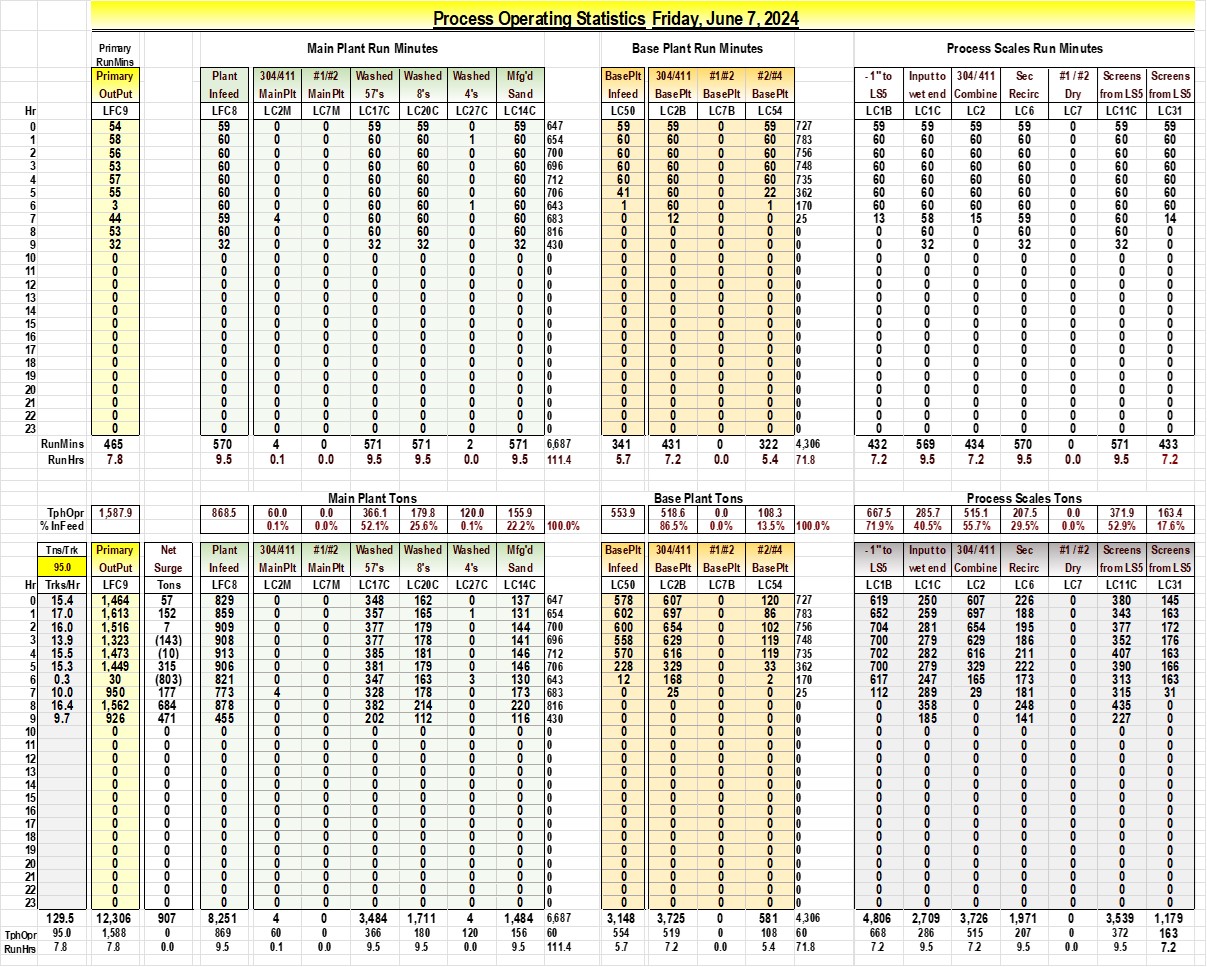 Process Operating Statistics Friday, June 7, 2024
Primary Main Plant Run Minutes Base Plant Run Minutes Process Scales Run Minutes
RunMins
Primary Plant 304/411 #1/#2 Washed Washed Washed Mfg'd BasePlt 304/411 #1/#2 #2/#4 - 1" to Input to 304/ 411 Sec #1 / #2 Screens Screens
OutPut Infeed MainPlt MainPlt 57's 8's 4's Sand Infeed BasePlt BasePlt BasePlt LS5 wet end Combine Recirc Dry from LS5 from LS5
Hr LFC9 LFC8 LC2M LC7M LC17C LC20C LC27C LC14C LC50 LC2B LC7B LC54 LC1B LC1C LC2 LC6 LC7 LC11C LC31
0 54 59 0 0 59 59 0 59 647 59 59 0 59 727 59 59 59 59 0 59 59
1 58 60 0 0 60 60 1 60 654 60 60 0 60 783 60 60 60 60 0 60 60
2 56 60 0 0 60 60 0 60 700 60 60 0 60 756 60 60 60 60 0 60 60
3 53 60 0 0 60 60 0 60 696 60 60 0 60 748 60 60 60 60 0 60 60
4 57 60 0 0 60 60 0 60 712 60 60 0 60 735 60 60 60 60 0 60 60
5 55 60 0 0 60 60 0 60 706 41 60 0 22 362 60 60 60 60 0 60 60
6 3 60 0 0 60 60 1 60 643 1 60 0 1 170 60 60 60 60 0 60 60
7 44 59 4 0 60 60 0 60 683 0 12 0 0 25 13 58 15 59 0 60 14
8 53 60 0 0 60 60 0 60 816 0 0 0 0 0 0 60 0 60 0 60 0
9 32 32 0 0 32 32 0 32 430 0 0 0 0 0 0 32 0 32 0 32 0
10 0 0 0 0 0 0 0 0 0 0 0 0 0 0 0 0 0 0 0 0 0
11 0 0 0 0 0 0 0 0 0 0 0 0 0 0 0 0 0 0 0 0 0
12 0 0 0 0 0 0 0 0 0 0 0 0 0 0 0 0 0 0 0 0 0
13 0 0 0 0 0 0 0 0 0 0 0 0 0 0 0 0 0 0 0 0 0
14 0 0 0 0 0 0 0 0 0 0 0 0 0 0 0 0 0 0 0 0 0
15 0 0 0 0 0 0 0 0 0 0 0 0 0 0 0 0 0 0 0 0 0
16 0 0 0 0 0 0 0 0 0 0 0 0 0 0 0 0 0 0 0 0 0
17 0 0 0 0 0 0 0 0 0 0 0 0 0 0 0 0 0 0 0 0 0
18 0 0 0 0 0 0 0 0 0 0 0 0 0 0 0 0 0 0 0 0 0
19 0 0 0 0 0 0 0 0 0 0 0 0 0 0 0 0 0 0 0 0 0
20 0 0 0 0 0 0 0 0 0 0 0 0 0 0 0 0 0 0 0 0 0
21 0 0 0 0 0 0 0 0 0 0 0 0 0 0 0 0 0 0 0 0 0
22 0 0 0 0 0 0 0 0 0 0 0 0 0 0 0 0 0 0 0 0 0
23 0 0 0 0 0 0 0 0 0 0 0 0 0 0 0 0 0 0 0 0 0
RunMins 465 570 4 0 571 571 2 571 6,687 341 431 0 322 4,306 432 569 434 570 0 571 433
Run Hrs 7.8 9.5 0.1 0.0 9.5 9.5 0.0 9.5 111.4 5.7 7.2 0.0 5.4 71.8 7.2 9.5 7.2 9.5 0.0 9.5 7.2
Main Plant Tons Base Plant Tons Process Scales Tons
TphOpr 1,587.9 868.5 60.0 0.0 366.1 179.8 120.0 155.9 553.9 518.6 0.0 108.3 667.5 285.7 515.1 207.5 0.0 371.9 163.4
% InFeed 0.1% 0.0% 52.1% 25.6% 0.1% 22.2% 100.0% 86.5% 0.0% 13.5% 100.0% 71.9% 40.5% 55.7% 29.5% 0.0% 52.9% 17.6%
Tns/Trk Primary Net Plant 304/411 #1/#2 Washed Washed Washed Mfg'd BasePlt 304/411 #1/#2 #2/#4 - 1" to Input to 304/ 411 Sec #1 / #2 Screens Screens
95.0 OutPut Surge Infeed MainPlt MainPlt 57's 8's 4's Sand Infeed BasePlt BasePlt BasePlt LS5 wet end Combine Recirc Dry from LS5 from LS5
Hr Trks/Hr LFC9 Tons LFC8 LC2M LC7M LC17C LC20C LC27C LC14C LC50 LC2B LC7B LC54 LC1B LC1C LC2 LC6 LC7 LC11C LC31
0 15.4 1,464 57 829 0 0 348 162 0 137 647 578 607 0 120 727 619 250 607 226 0 380 145
1 17.0 1,613 152 859 0 0 357 165 1 131 654 602 697 0 86 783 652 259 697 188 0 343 163
2 16.0 1,516 7 909 0 0 377 179 0 144 700 600 654 0 102 756 704 281 654 195 0 377 172
3 13.9 1,323 (143) 908 0 0 377 178 0 141 696 558 629 0 119 748 700 279 629 186 0 352 176
4 15.5 1,473 (10) 913 0 0 385 181 0 146 712 570 616 0 119 735 702 282 616 211 0 407 163
5 15.3 1,449 315 906 0 0 381 179 0 146 706 228 329 0 33 362 700 279 329 222 0 390 166
6 0.3 30 (803) 821 0 0 347 163 3 130 643 12 168 0 2 170 617 247 165 173 0 313 163
7 10.0 950 177 773 4 0 328 178 0 173 683 0 25 0 0 25 112 289 29 181 0 315 31
8 16.4 1,562 684 878 0 0 382 214 0 220 816 0 0 0 0 0 0 358 0 248 0 435 0
9 9.7 926 471 455 0 0 202 112 0 116 430 0 0 0 0 0 0 185 0 141 0 227 0
10 0 0 0 0 0 0 0 0 0 0 0 0 0 0 0 0 0 0 0 0 0 0
11 0 0 0 0 0 0 0 0 0 0 0 0 0 0 0 0 0 0 0 0 0 0
12 0 0 0 0 0 0 0 0 0 0 0 0 0 0 0 0 0 0 0 0 0 0
13 0 0 0 0 0 0 0 0 0 0 0 0 0 0 0 0 0 0 0 0 0 0
14 0 0 0 0 0 0 0 0 0 0 0 0 0 0 0 0 0 0 0 0 0 0
15 0 0 0 0 0 0 0 0 0 0 0 0 0 0 0 0 0 0 0 0 0 0
16 0 0 0 0 0 0 0 0 0 0 0 0 0 0 0 0 0 0 0 0 0 0
17 0 0 0 0 0 0 0 0 0 0 0 0 0 0 0 0 0 0 0 0 0 0
18 0 0 0 0 0 0 0 0 0 0 0 0 0 0 0 0 0 0 0 0 0 0
19 0 0 0 0 0 0 0 0 0 0 0 0 0 0 0 0 0 0 0 0 0 0
20 0 0 0 0 0 0 0 0 0 0 0 0 0 0 0 0 0 0 0 0 0 0
21 0 0 0 0 0 0 0 0 0 0 0 0 0 0 0 0 0 0 0 0 0 0
22 0 0 0 0 0 0 0 0 0 0 0 0 0 0 0 0 0 0 0 0 0 0
23 0 0 0 0 0 0 0 0 0 0 0 0 0 0 0 0 0 0 0 0 0 0
129.5 12,306 907 8,251 4 0 3,484 1,711 4 1,484 6,687 3,148 3,725 0 581 4,306 4,806 2,709 3,726 1,971 0 3,539 1,179
TphOpr 95.0 1,588 0 869 60 0 366 180 120 156 60 554 519 0 108 60 668 286 515 207 0 372 163
RunHrs 7.8 7.8 0.0 9.5 0.1 0.0 9.5 9.5 0.0 9.5 111.4 5.7 7.2 0.0 5.4 71.8 7.2 9.5 7.2 9.5 0.0 9.5 7.2